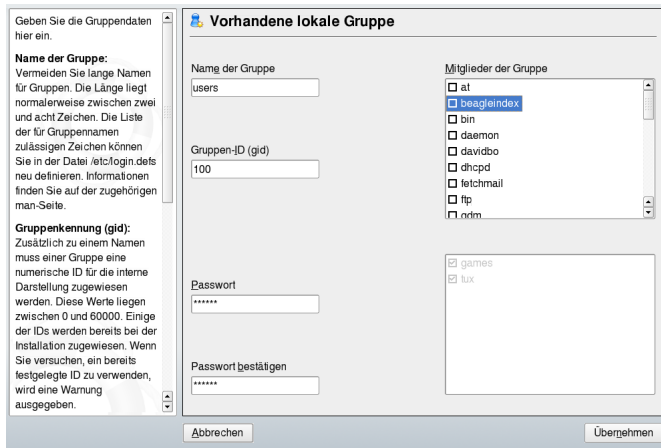 Geben Sie die Gruppendaten
hier ein.
Name der Gruppe:
Vermeiden Sie lange Namen
für Gruppen. Die Länge liegt
normalerweise zwischen zwei
und acht Zeichen. Die Liste
der für Gruppennamen
zulässigen Zeichen können
Sie in der Datei /etc/login.defs
neu definieren. Informationen
finden Sie auf der zugehörigen
man-Seite.
Gruppenkennung (gid):
Zusätzlich zu einem Namen
muss einer Gruppe eine
numerische ID für die interne
Darstellung zugewiesen
werden. Diese Werte liegen
zwischen 0 und 60000. Einige
der IDs werden bereits bei der
Installation zugewiesen. Wenn
Sie versuchen, ein bereits
festgelegte ID zu verwenden,
wird eine Warnung
ausgegeben.
Vorhandene lokale Gruppe
Name der Gruppe
users
Gruppen-ID (gid)
100
Passwort
******
Passwort bestätigen
******
Mitglieder der Gruppe
at
beagleindex
bin
daemon
davidbo
dhcpd
fetchmail
ftp
gdm
games
tux
Abbrechen
Übernehmen